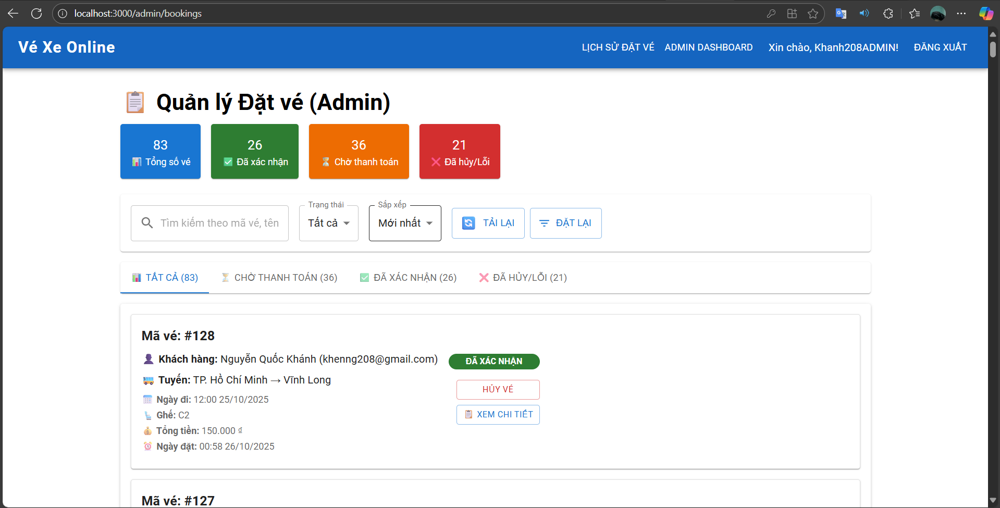 localhost:3000/admin/bookings
Vé Xe Online
LỊCH SỬ ĐẶT VÉ ADMIN DASHBOARD Xin chào, Khanh208ADMIN! ĐĂNG XUẤT
Quản lý Đặt vé (Admin)
83
Tổng số vé
26
Đã xác nhận
36
Chờ thanh toán
21
Đã hủy/Lỗi
Tìm kiếm theo mã vé, tên
Trạng thái
Tất cả
Sắp xếp
Mới nhất
TẢI LẠI
ĐẶT LẠI
TẤT CẢ (83)
CHỜ THANH TOÁN (36)
ĐÃ XÁC NHẬN (26)
ĐÃ HỦY/LỖI (21)
Mã vé: #128
Khách hàng: Nguyễn Quốc Khánh (khenng208@gmail.com)
Tuyến: TP. Hồ Chí Minh → Vĩnh Long
Ngày đi: 12:00 25/10/2025
Ghế: C2
Tổng tiền: 150.000 ₫
Ngày đặt: 00:58 26/10/2025
ĐÃ XÁC NHẬN
HỦY VÉ
XEM CHI TIẾT
Mã vé: #127